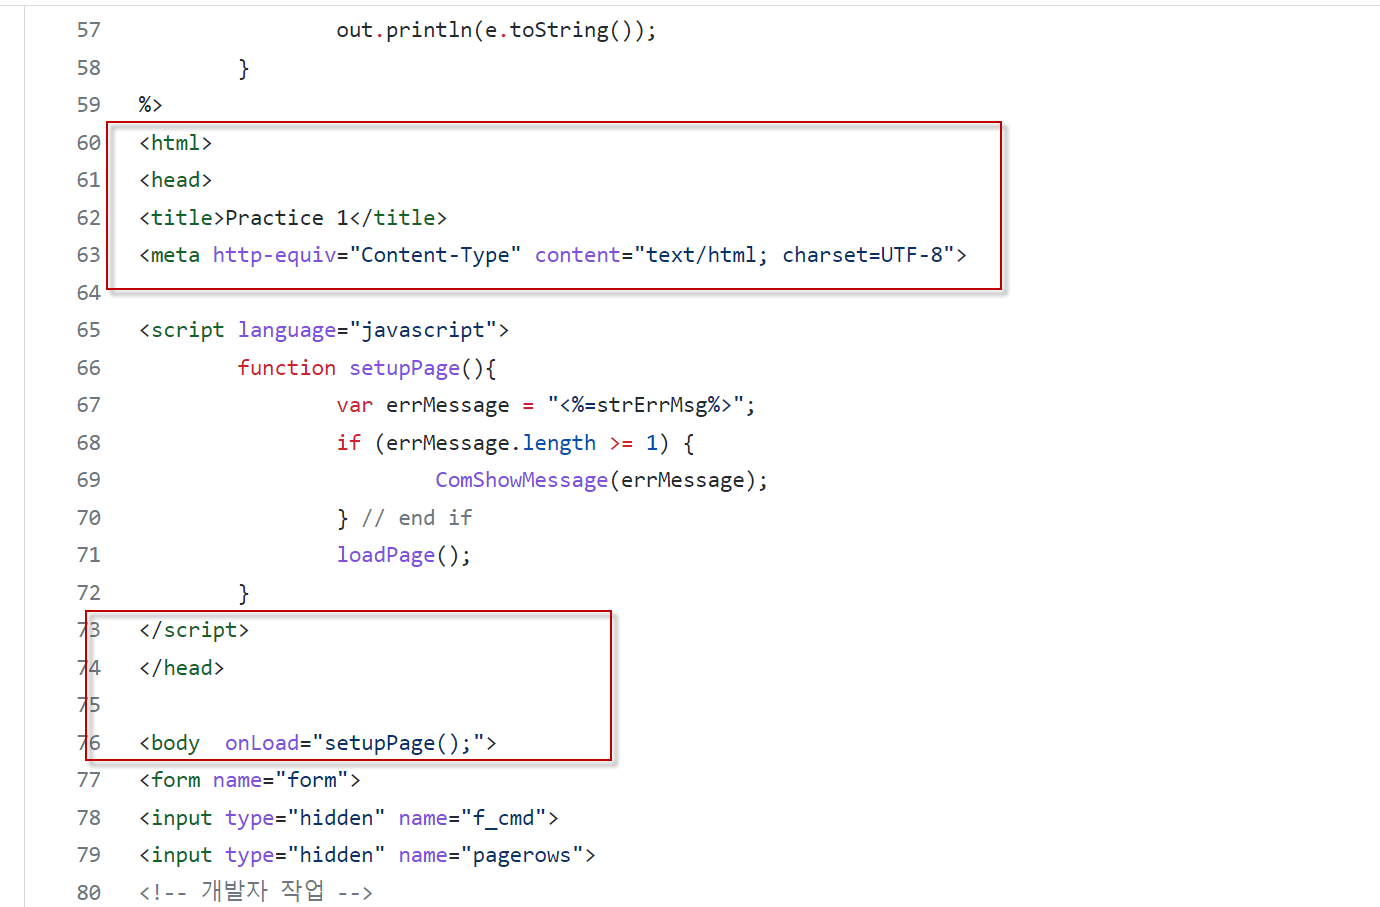 57 out.println(e.toString());
58 }
59 %>
60 <html>
61 <head>
62 <title>Practice 1</title>
63 <meta http-equiv="Content-Type" content="text/html; charset=UTF-8">
64
65 <script language="javascript">
66 function setupPage(){
67 var errMessage = "<%=strErrMsg%>";
68 if (errMessage.length >= 1) {
69 ComShowMessage(errMessage);
70 } // end if
71 loadPage();
72 }
73 </script>
74 </head>
75
76 <body  onLoad="setupPage();">
77 <form name="form">
78 <input type="hidden" name="f_cmd">
79 <input type="hidden" name="pagerows">
80 <!-- 개발자 작업 -->